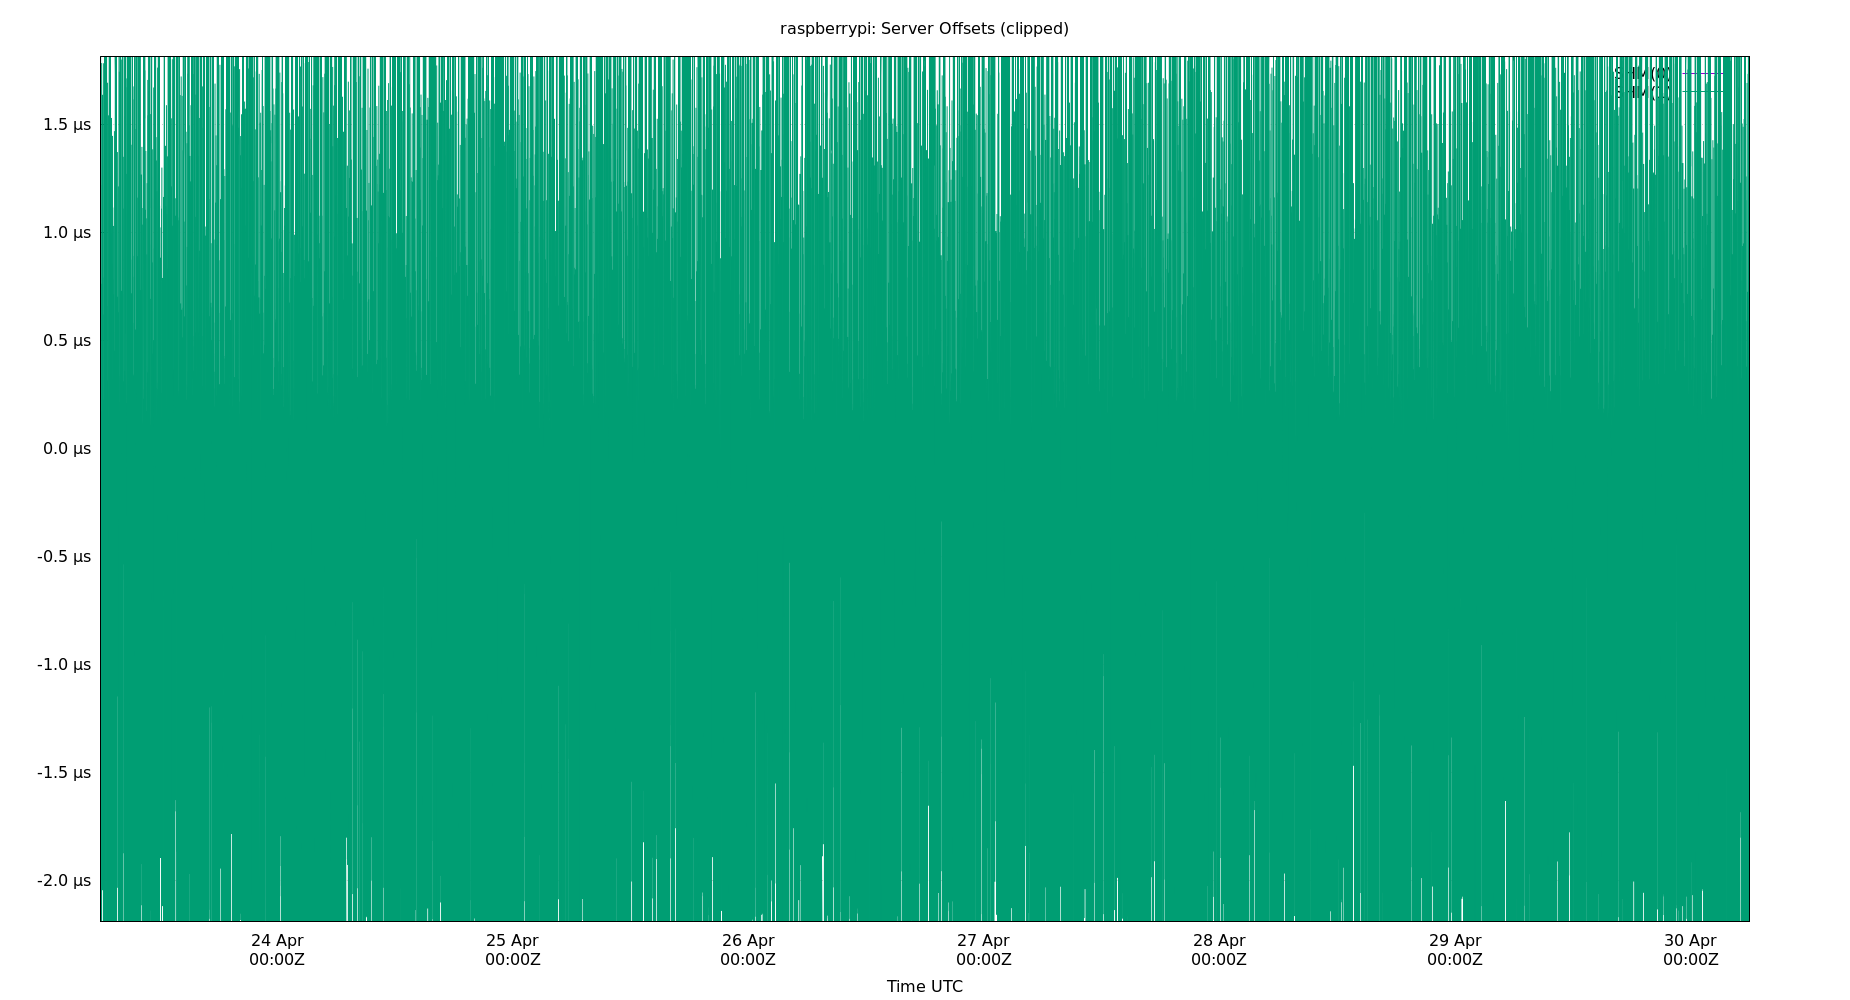 raspberrypi: Server Offsets (clipped)
SHM(0)
1.5 µs
1.0 µs
0.5 µs
0.0 µs
-0.5 µs
-1.0 µs
-1.5 µs
-2.0 µs
24 Apr 25 Apr 26 Apr 27 Apr 28 Apr 29 Apr 30 Apr
00:00Z 00:00Z 00:00Z 00:00Z 00:00Z 00:00Z 00:00Z
Time UTC